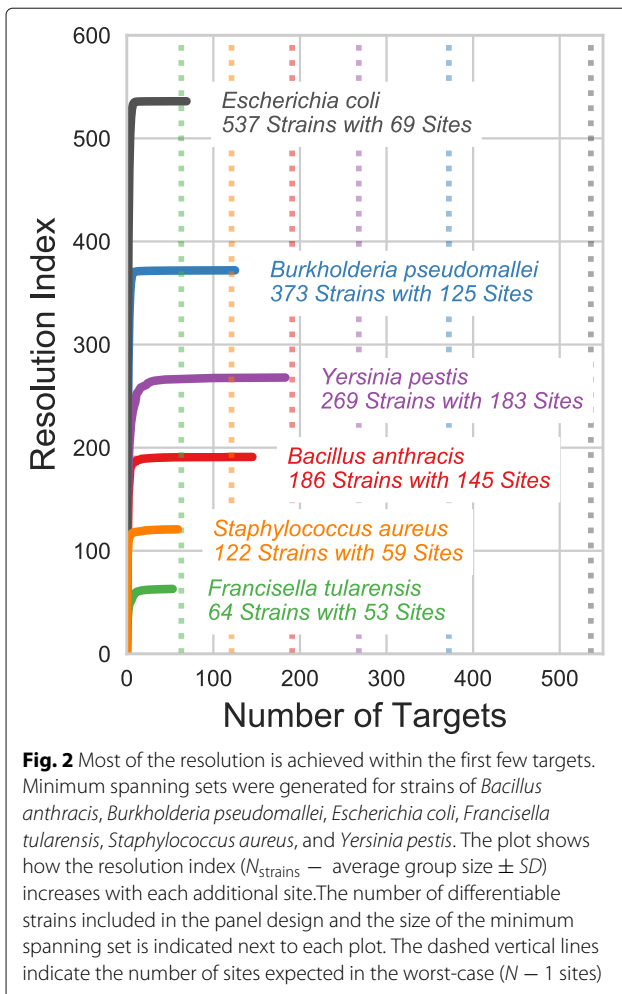 600
500
400
300
200
100
0
Resolution Index
Escherichia coli
537 Strains with 69 Sites
Burkholderia pseudomallei
373 Strains with 125 Sites
Yersinia pestis
269 Strains with 183 Sites
Bacillus anthracis
186 Strains with 145 Sites
Staphylococcus aureus
122 Strains with 59 Sites
Francisella tularensis
64 Strains with 53 Sites
0 100 200 300 400 500
Number of Targets
Fig. 2 Most of the resolution is achieved within the first few targets.
Minimum spanning sets were generated for strains of Bacillus
anthracis, Burkholderia pseudomallei, Escherichia coli, Francisella
tularensis, Staphylococcus aureus, and Yersinia pestis. The plot shows
how the resolution index (Nstrains − average group size ± SD)
increases with each additional site.The number of differentiable
strains included in the panel design and the size of the minimum
spanning set is indicated next to each plot. The dashed vertical lines
indicate the number of sites expected in the worst-case (N − 1 sites)